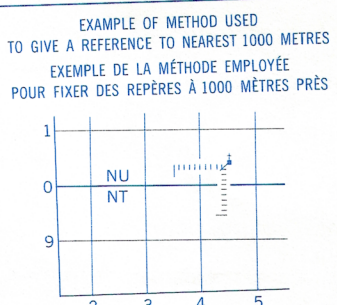 EXAMPLE OF METHOD USED
TO GIVE A REFERENCE TO NEAREST 1000 METRES
EXEMPLE DE LA MÉTHODE EMPLOYÉE
POUR FIXER DES REPÈRES À 1000 MÈTRES PRÈS
1
NU
0
NT
9
2 3 4 5